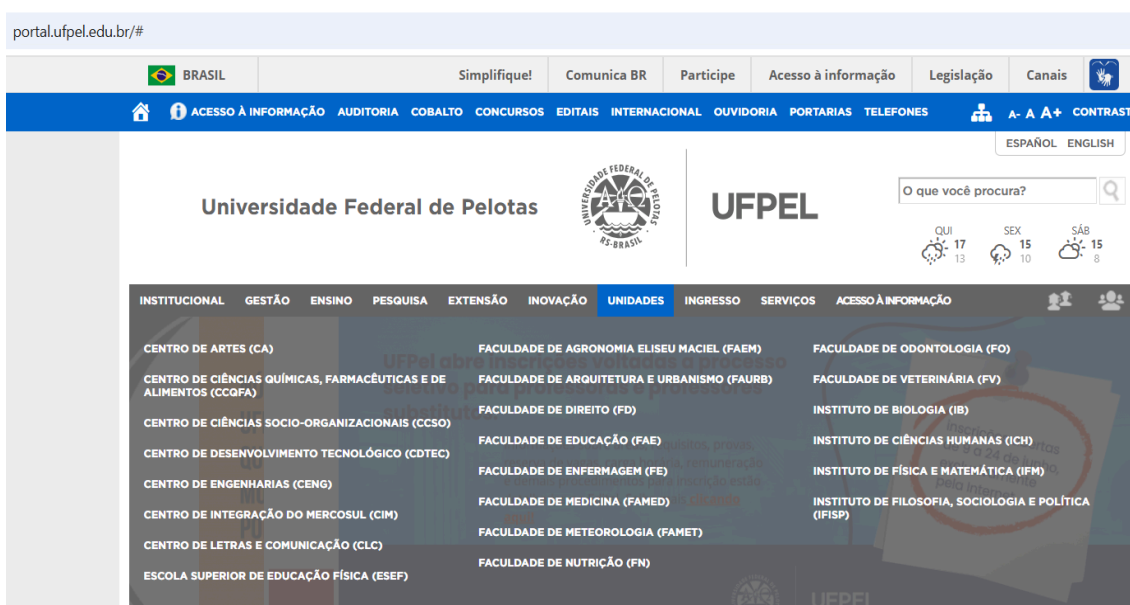 portal.ufpel.edu.br/#
BRASIL Simplifique! Comunica BR Participe Acesso à informação Legislação Canais
ACESSO À INFORMAÇÃO AUDITORIA COBALTO CONCURSOS EDITAIS INTERNACIONAL OUVIDORIA PORTARIAS TELEFONES A- A A+ CONTRAST
ESPAÑOL ENGLISH
Universidade Federal de Pelotas
UNIVERSIDADE FEDERAL DE PELOTAS
RS-BRASIL
UFPEL
O que você procura?
QUI SEX SÁB
17 15 15
13 10 8
INSTITUCIONAL GESTÃO ENSINO PESQUISA EXTENSÃO INOVAÇÃO UNIDADES INGRESSO SERVIÇOS ACESSO À INFORMAÇÃO
CENTRO DE ARTES (CA)
CENTRO DE CIÊNCIAS QUÍMICAS, FARMACÊUTICAS E DE
ALIMENTOS (CCQFA)
CENTRO DE CIÊNCIAS SOCIO-ORGANIZACIONAIS (CCSO)
CENTRO DE DESENVOLVIMENTO TECNOLÓGICO (CDTEC)
CENTRO DE ENGENHARIAS (CENG)
CENTRO DE INTEGRAÇÃO DO MERCOSUL (CIM)
CENTRO DE LETRAS E COMUNICAÇÃO (CLC)
ESCOLA SUPERIOR DE EDUCAÇÃO FÍSICA (ESEF)
FACULDADE DE AGRONOMIA ELISEU MACIEL (FAEM)
FACULDADE DE ARQUITETURA E URBANISMO (FAURB)
FACULDADE DE DIREITO (FD)
FACULDADE DE EDUCAÇÃO (FAE)
FACULDADE DE ENFERMAGEM (FE)
FACULDADE DE MEDICINA (FAMED)
FACULDADE DE METEOROLOGIA (FAMET)
FACULDADE DE NUTRIÇÃO (FN)
FACULDADE DE ODONTOLOGIA (FO)
FACULDADE DE VETERINÁRIA (FV)
INSTITUTO DE BIOLOGIA (IB)
INSTITUTO DE CIÊNCIAS HUMANAS (ICH)
INSTITUTO DE FÍSICA E MATEMÁTICA (IFM)
INSTITUTO DE FILOSOFIA, SOCIOLOGIA E POLÍTICA
(IFISP)
UFPel abre inscrições voltadas a processo
seletivo para professoras e professores
substitutos
UFPEL